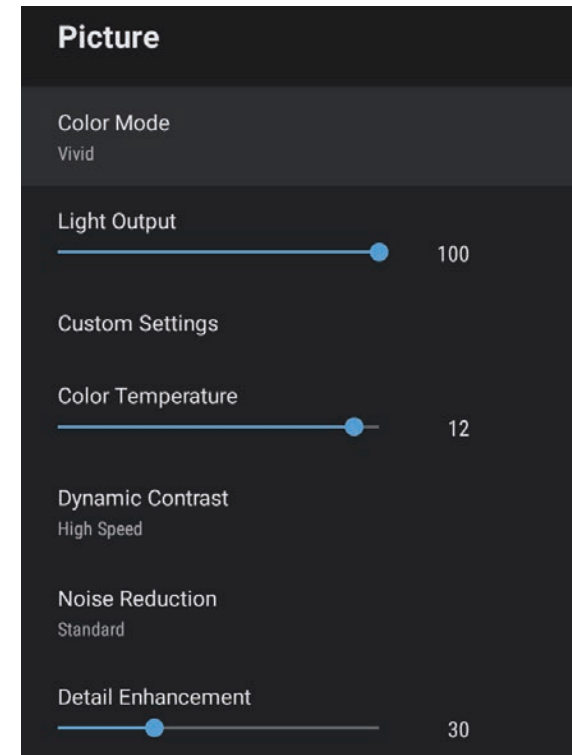 Picture
Color Mode
Vivid
Light Output
100
Custom Settings
Color Temperature
12
Dynamic Contrast
High Speed
Noise Reduction
Standard
Detail Enhancement
30